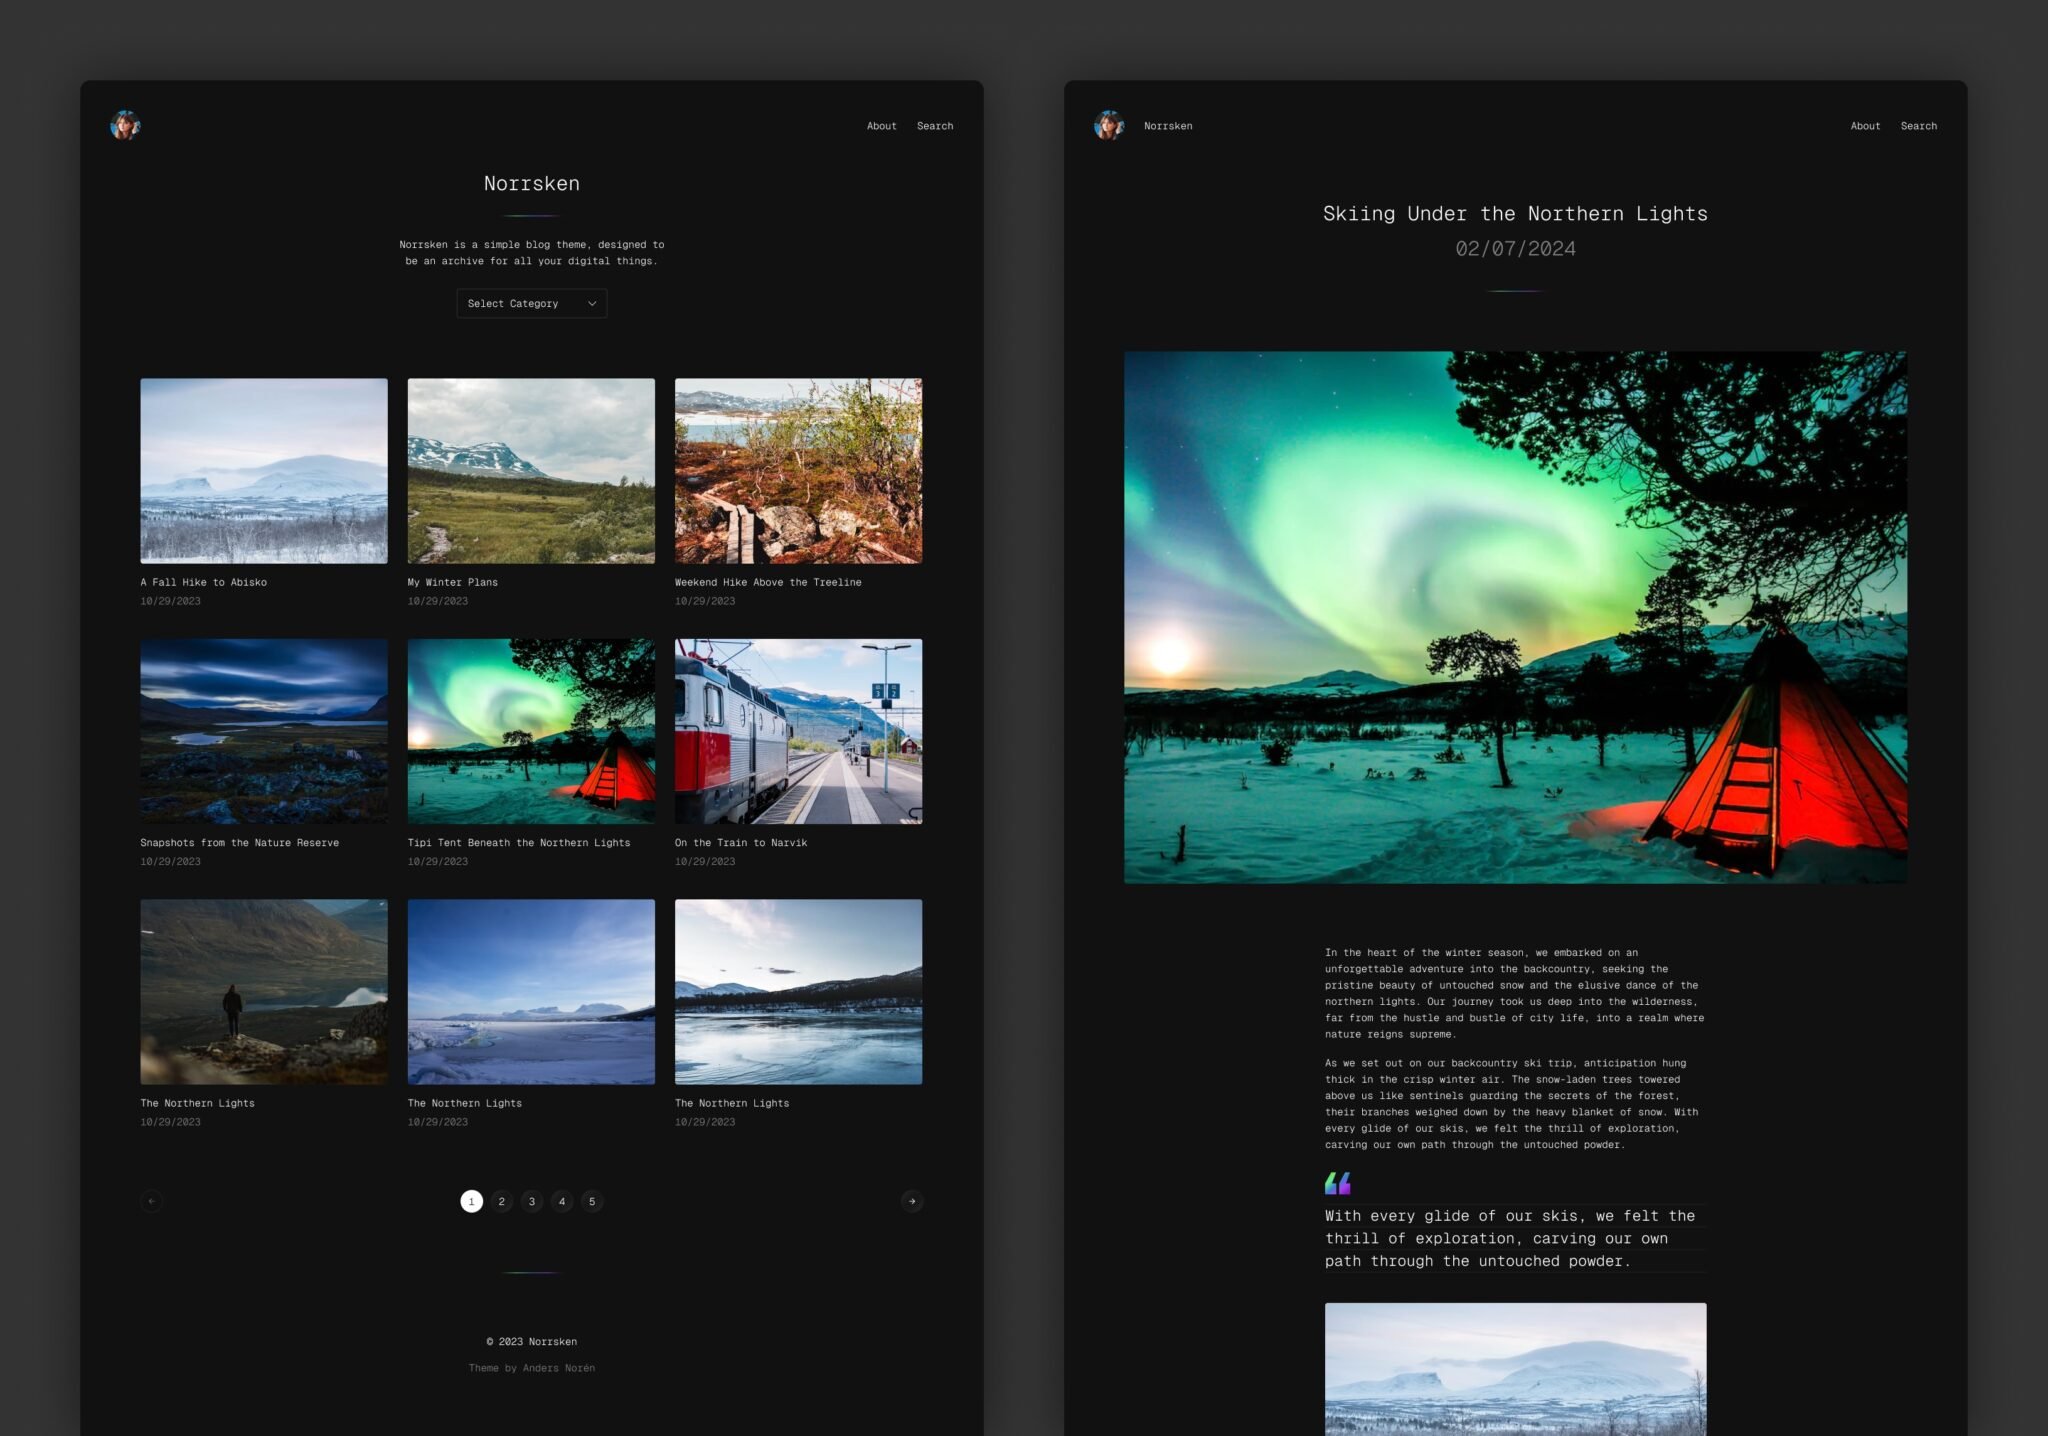 About Search
Norrsken
Norrsken is a simple blog theme, designed to
be an archive for all your digital things.
Select Category
A Fall Hike to Abisko
10/29/2023
My Winter Plans
10/29/2023
Weekend Hike Above the Treeline
10/29/2023
Snapshots from the Nature Reserve
10/29/2023
Tipi Tent Beneath the Northern Lights
10/29/2023
3 2
On the Train to Narvik
10/29/2023
The Northern Lights
10/29/2023
The Northern Lights
10/29/2023
The Northern Lights
10/29/2023
← 1 2 3 4 5 →
© 2023 Norrsken
Theme by Anders Norén
Norrsken About Search
Skiing Under the Northern Lights
02/07/2024
In the heart of the winter season, we embarked on an
unforgettable adventure into the backcountry, seeking the
pristine beauty of untouched snow and the elusive dance of the
northern lights. Our journey took us deep into the wilderness,
far from the hustle and bustle of city life, into a realm where
nature reigns supreme.
As we set out on our backcountry ski trip, anticipation hung
thick in the crisp winter air. The snow-laden trees towered
above us like sentinels guarding the secrets of the forest,
their branches weighed down by the heavy blanket of snow. With
every glide of our skis, we felt the thrill of exploration,
carving our own path through the untouched powder.
“
With every glide of our skis, we felt the
thrill of exploration, carving our own
path through the untouched powder.